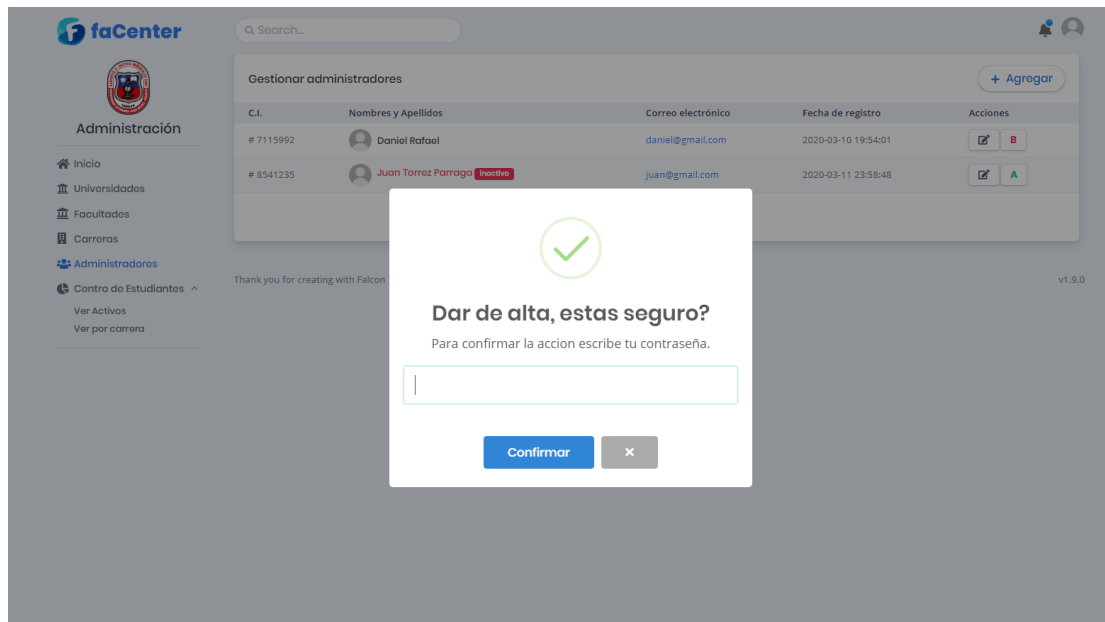 faCenter
Search...
Administración
Inicio
Universidades
Facultades
Carreras
Administradores
Centro de Estudiantes
Ver Activos
Ver por carrera
Gestionar administradores
+ Agregar
C.I. Nombres y Apellidos Correo electrónico Fecha de registro Acciones
# 7115992 Daniel Rafael daniel@gmail.com 2020-03-10 19:54:01 B
# 8541235 Juan Torrez Parraga Inactivo juan@gmail.com 2020-03-11 23:58:48 A
Thank you for creating with Falcon
v1.9.0
Dar de alta, estas seguro?
Para confirmar la accion escribe tu contraseña.
Confirmar ×